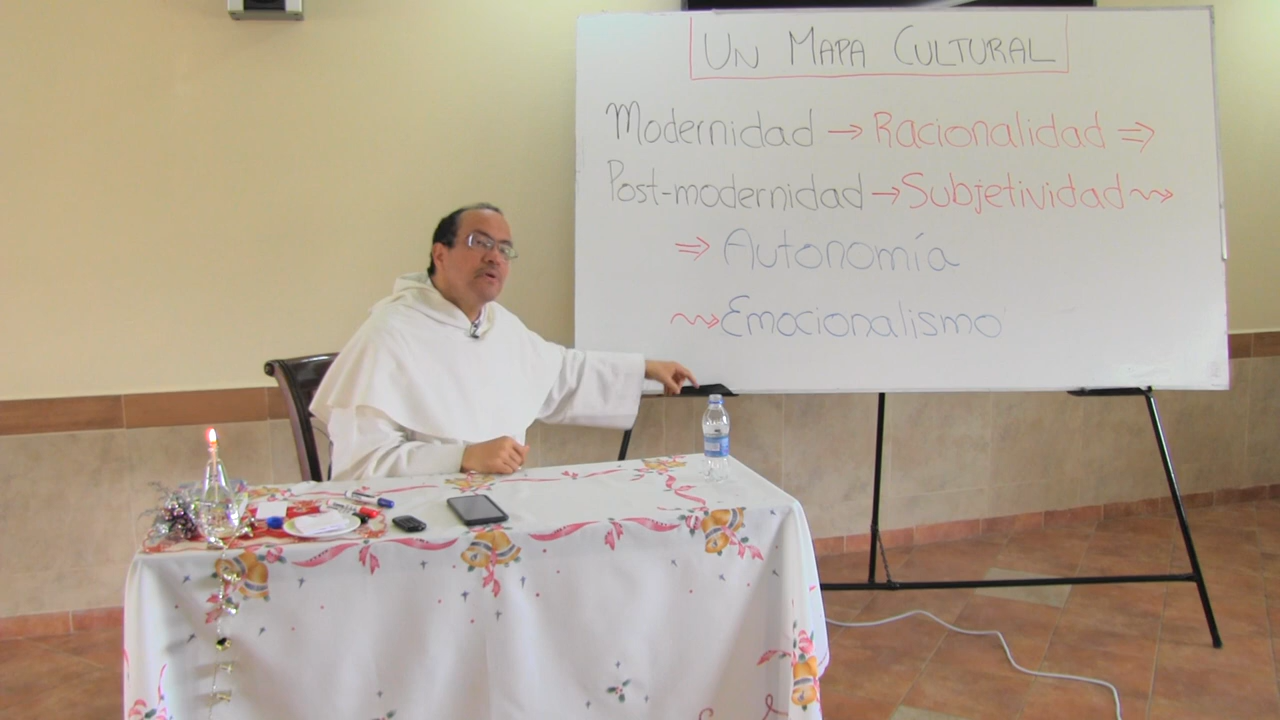 UN MAPA CULTURAL
Modernidad → Racionalidad ⇒
Post-modernidad → Subjetividad ⇝
⇒ Autonomía
⇝ Emocionalismo